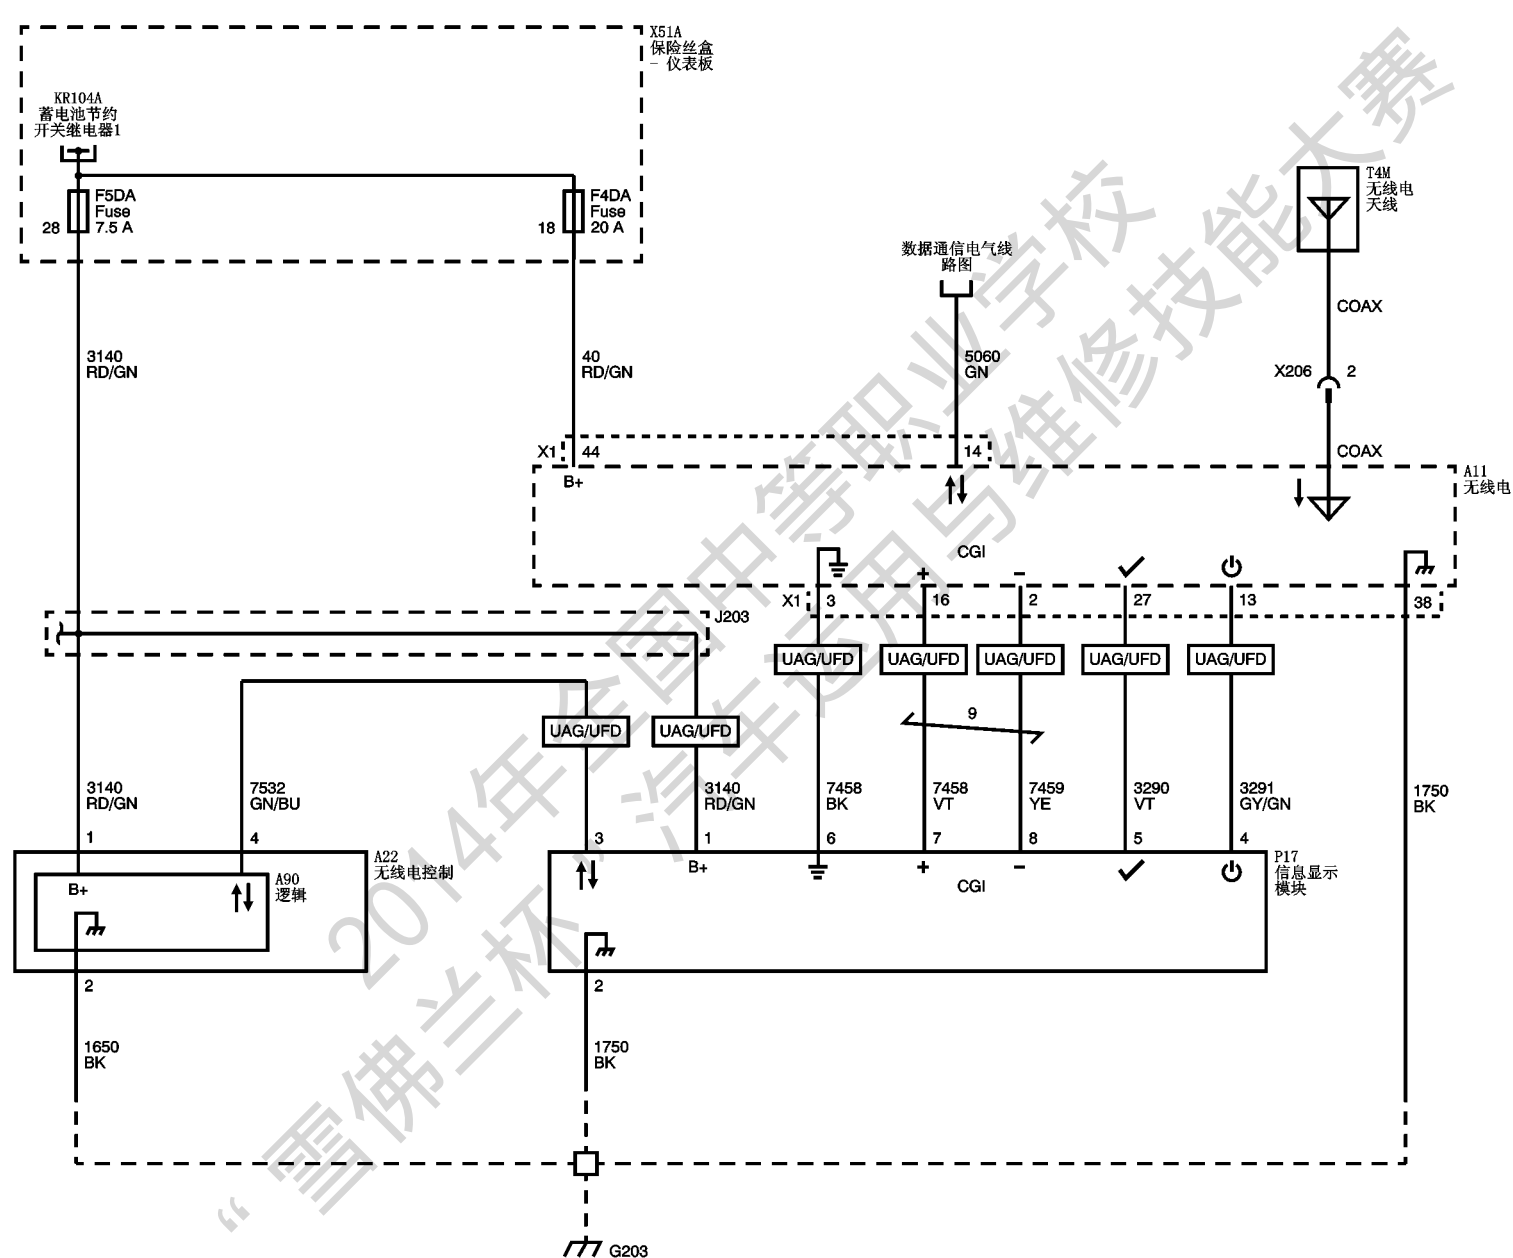 X51A
保险丝盒
- 仪表板
KR104A
蓄电池节约
开关继电器1
F5DA
Fuse
7.5 A
28
F4DA
Fuse
20 A
18
T4M
无线电
天线
数据通信电气线
路图
COAX
3140
RD/GN
40
RD/GN
5060
GN
X206
2
X1
44
14
COAX
A11
无线电
B+
CGI
+
-
X1
3
16
2
27
13
38
J203
UAG/UFD
UAG/UFD
UAG/UFD
UAG/UFD
UAG/UFD
9
UAG/UFD
UAG/UFD
3140
RD/GN
7532
GN/BU
3140
RD/GN
7458
BK
7458
VT
7459
YE
3290
VT
3291
GY/GN
1750
BK
1
4
3
1
6
7
8
5
4
A22
无线电控制
A90
逻辑
B+
B+
+
-
CGI
P17
信息显示
模块
2
2
1650
BK
1750
BK
G203
2014年全国中等职业学校
“雪佛兰杯”汽车运用与维修技能大赛